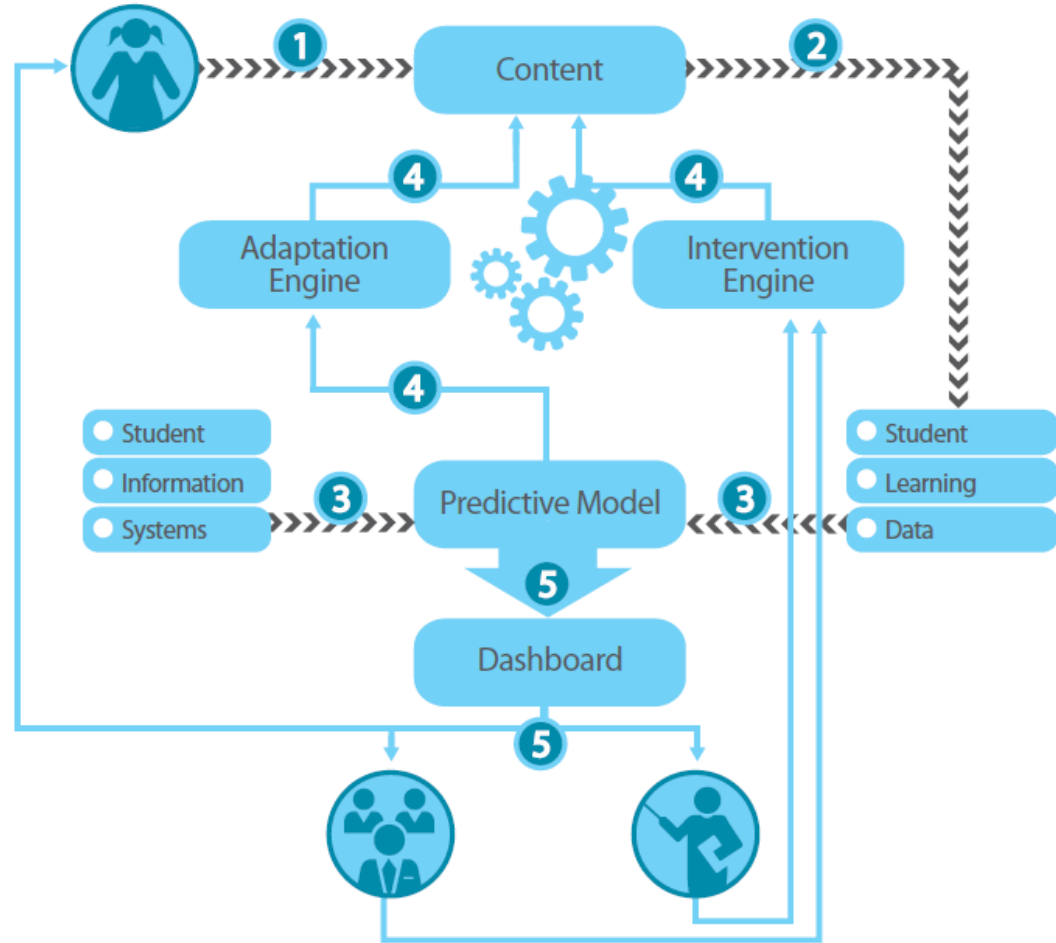 1
2
Content
4
4
Adaptation
Engine
Intervention
Engine
4
Student
Information
Systems
3
Predictive Model
3
Student
Learning
Data
5
Dashboard
5